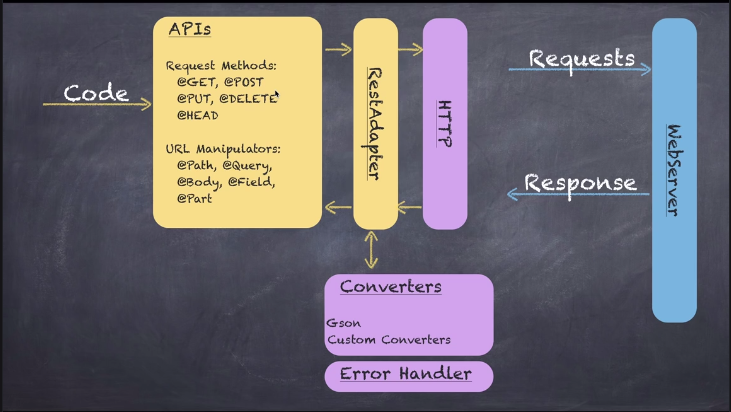 APIs
Request Methods:
@GET, @POST
@PUT, @DELETE
@HEAD
URL Manipulators:
@Path, @Query,
@Body, @Field,
@Part
Code
RestAdapter
HTTP
Requests
Response
WebServer
Converters
Gson
Custom Converters
Error Handler